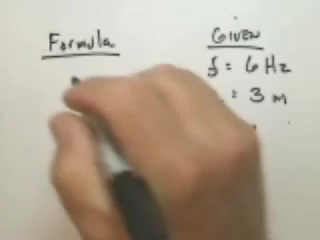 Formula
Given
f = 6 Hz
= 3 m